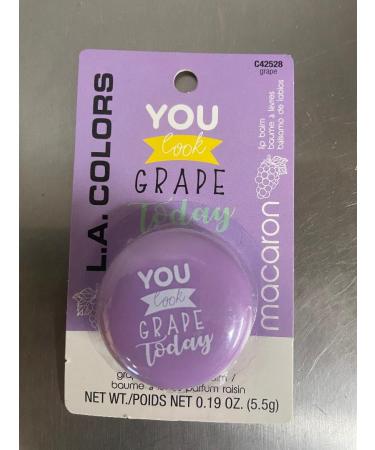 C42528
grape
L.A. COLORS
YOU
look
GRAPE
today
macaron
lip balm
baume à lèvres
bálsamo de labios
YOU
look
GRAPE
today
baume à parfum raisin
NET WT./POIDS NET 0.19 OZ. (5.5g)